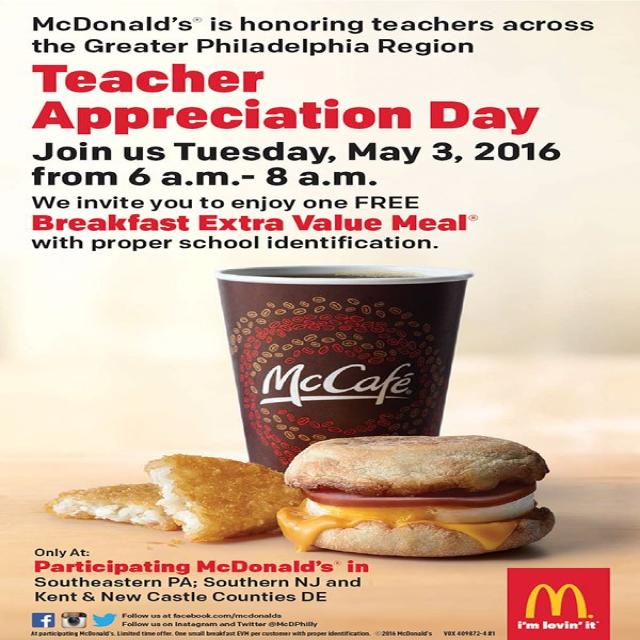 McDonald's® is honoring teachers across
the Greater Philadelphia Region
Teacher
Appreciation Day
Join us Tuesday, May 3, 2016
from 6 a.m.- 8 a.m.
We invite you to enjoy one FREE
Breakfast Extra Value Meal®
with proper school identification.
McCafé®
Only At:
Participating McDonald's® in
Southeastern PA; Southern NJ and
Kent & New Castle Counties DE
Follow us at facebook.com/mcdonalds
Follow us on Instagram and Twitter @McDPhilly
At participating McDonald's. Limited time offer. One small breakfast EVM per customer with proper identification. ©2016 McDonald's VOX 409872-4 #1
i'm lovin' it®